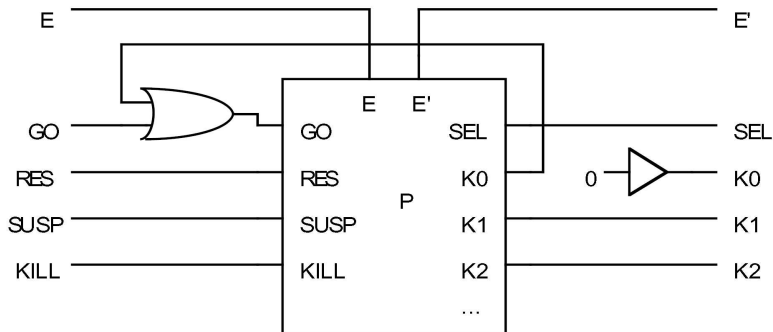 E E'
E E'
GO GO SEL SEL
RES RES K0 0 K0
P
SUSP SUSP K1 K1
KILL KILL K2 K2
...